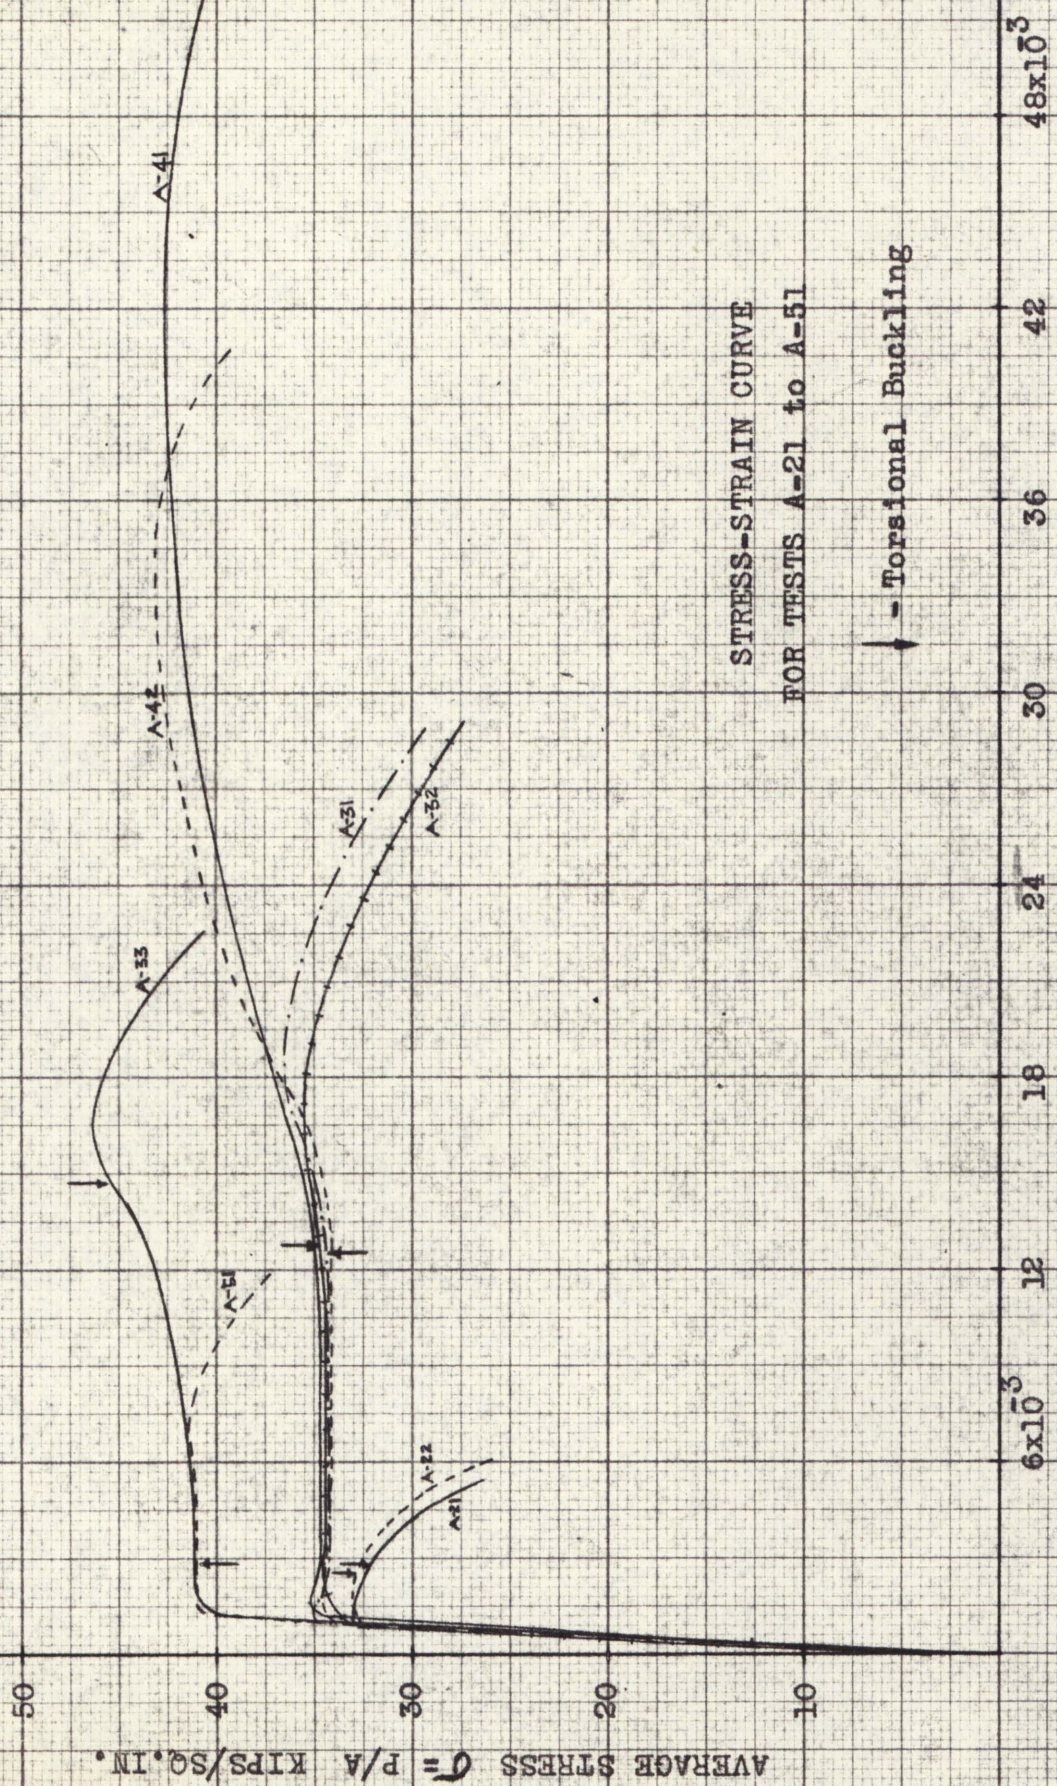 AVERAGE STRESS σ = P/A KIPS/SQ.IN.
50
40
30
20
10
A-33
A-51
A-42
A-41
A-31
A-32
A-22
A-21
STRESS-STRAIN CURVE
FOR TESTS A-21 to A-51
- Torsional Buckling
6x10⁻³
12
18
24
30
36
42
48x10⁻³